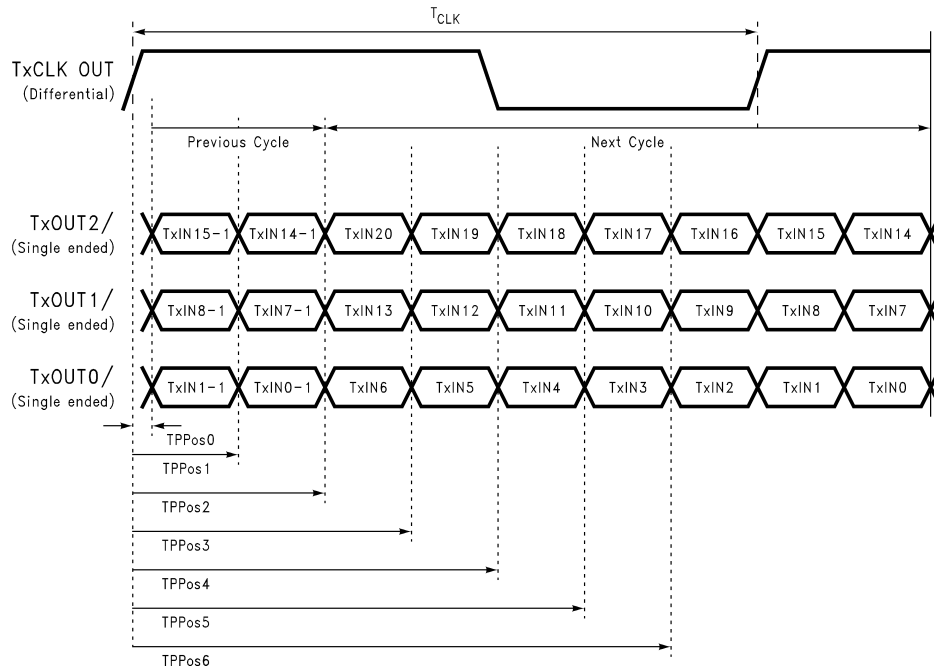 TCLK
TxCLK OUT
(Differential)
Previous Cycle
Next Cycle
TxOUT2/
(Single ended)
TxIN15-1 TxIN14-1 TxIN20 TxIN19 TxIN18 TxIN17 TxIN16 TxIN15 TxIN14
TxOUT1/
(Single ended)
TxIN8-1 TxIN7-1 TxIN13 TxIN12 TxIN11 TxIN10 TxIN9 TxIN8 TxIN7
TxOUT0/
(Single ended)
TxIN1-1 TxIN0-1 TxIN6 TxIN5 TxIN4 TxIN3 TxIN2 TxIN1 TxIN0
TPPos0
TPPos1
TPPos2
TPPos3
TPPos4
TPPos5
TPPos6